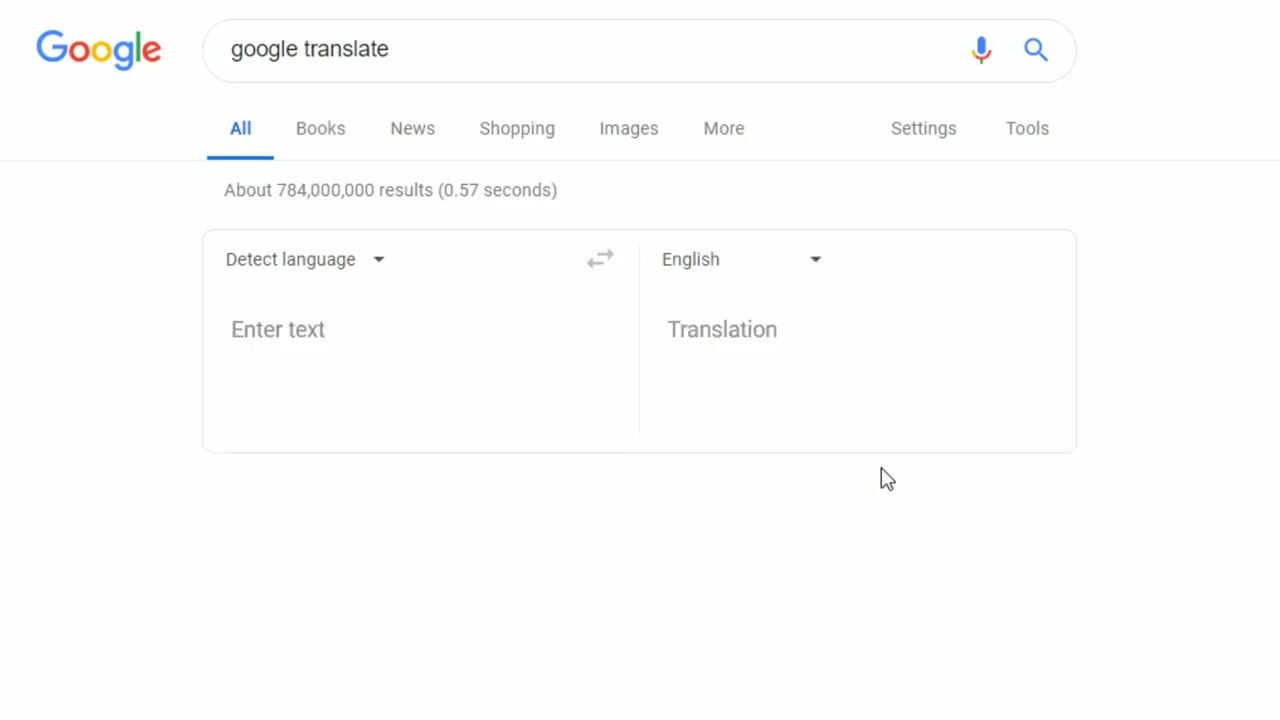 Google google translate
All Books News Shopping Images More Settings Tools
About 784,000,000 results (0.57 seconds)
Detect language English
Enter text Translation